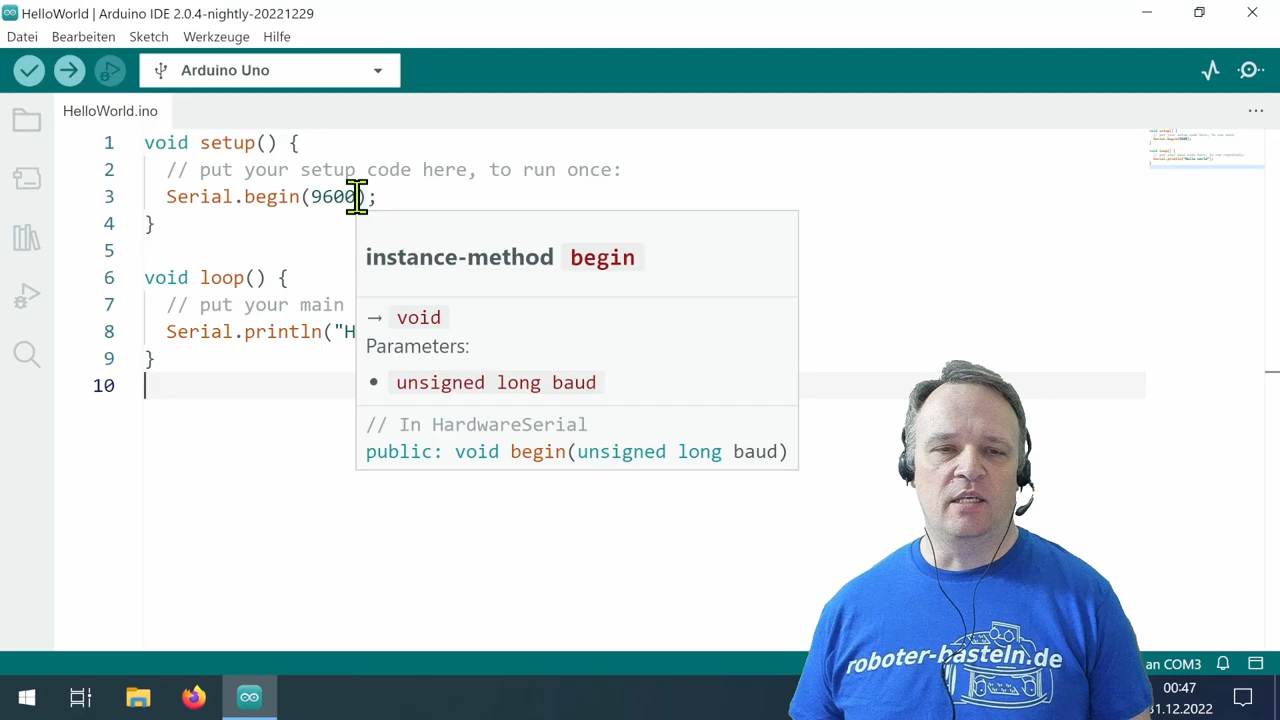 HelloWorld | Arduino IDE 2.0.4-nightly-20221229
Datei Bearbeiten Sketch Werkzeuge Hilfe
Arduino Uno
HelloWorld.ino
1 void setup() {
2 // put your setup code here, to run once:
3 Serial.begin(9600);
4 }
5
6 void loop() {
7 // put your main
8 Serial.println("H
9 }
10
instance-method begin
→ void
Parameters:
• unsigned long baud
// In HardwareSerial
public: void begin(unsigned long baud)
roboter-basteln.de
an COM3
00:47
31.12.2022